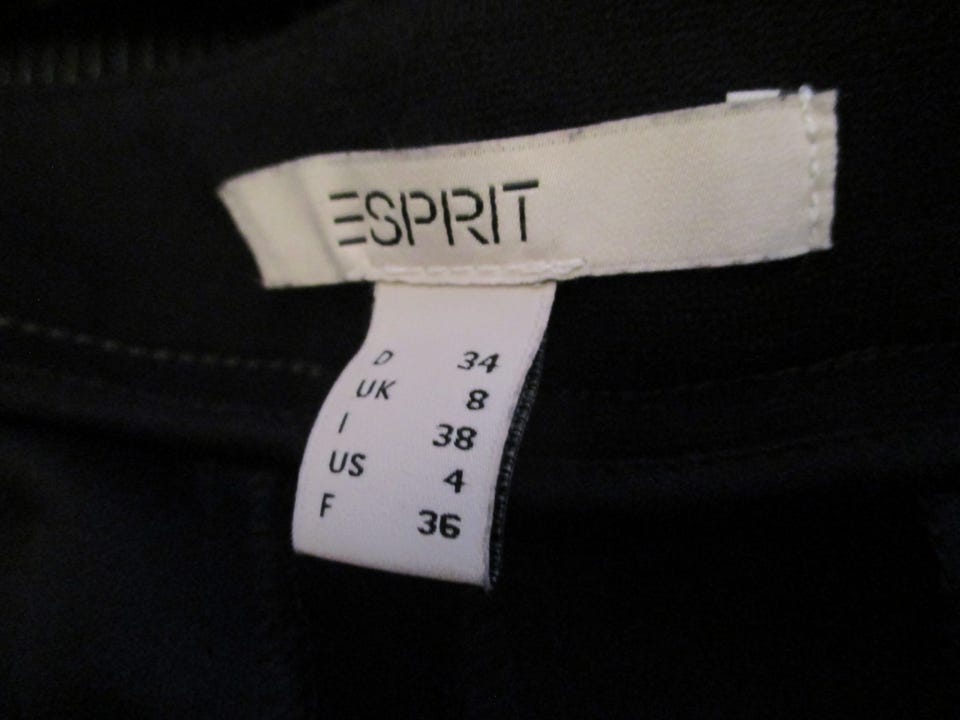 ESPRIT
D 34
UK 8
I 38
US 4
F 36